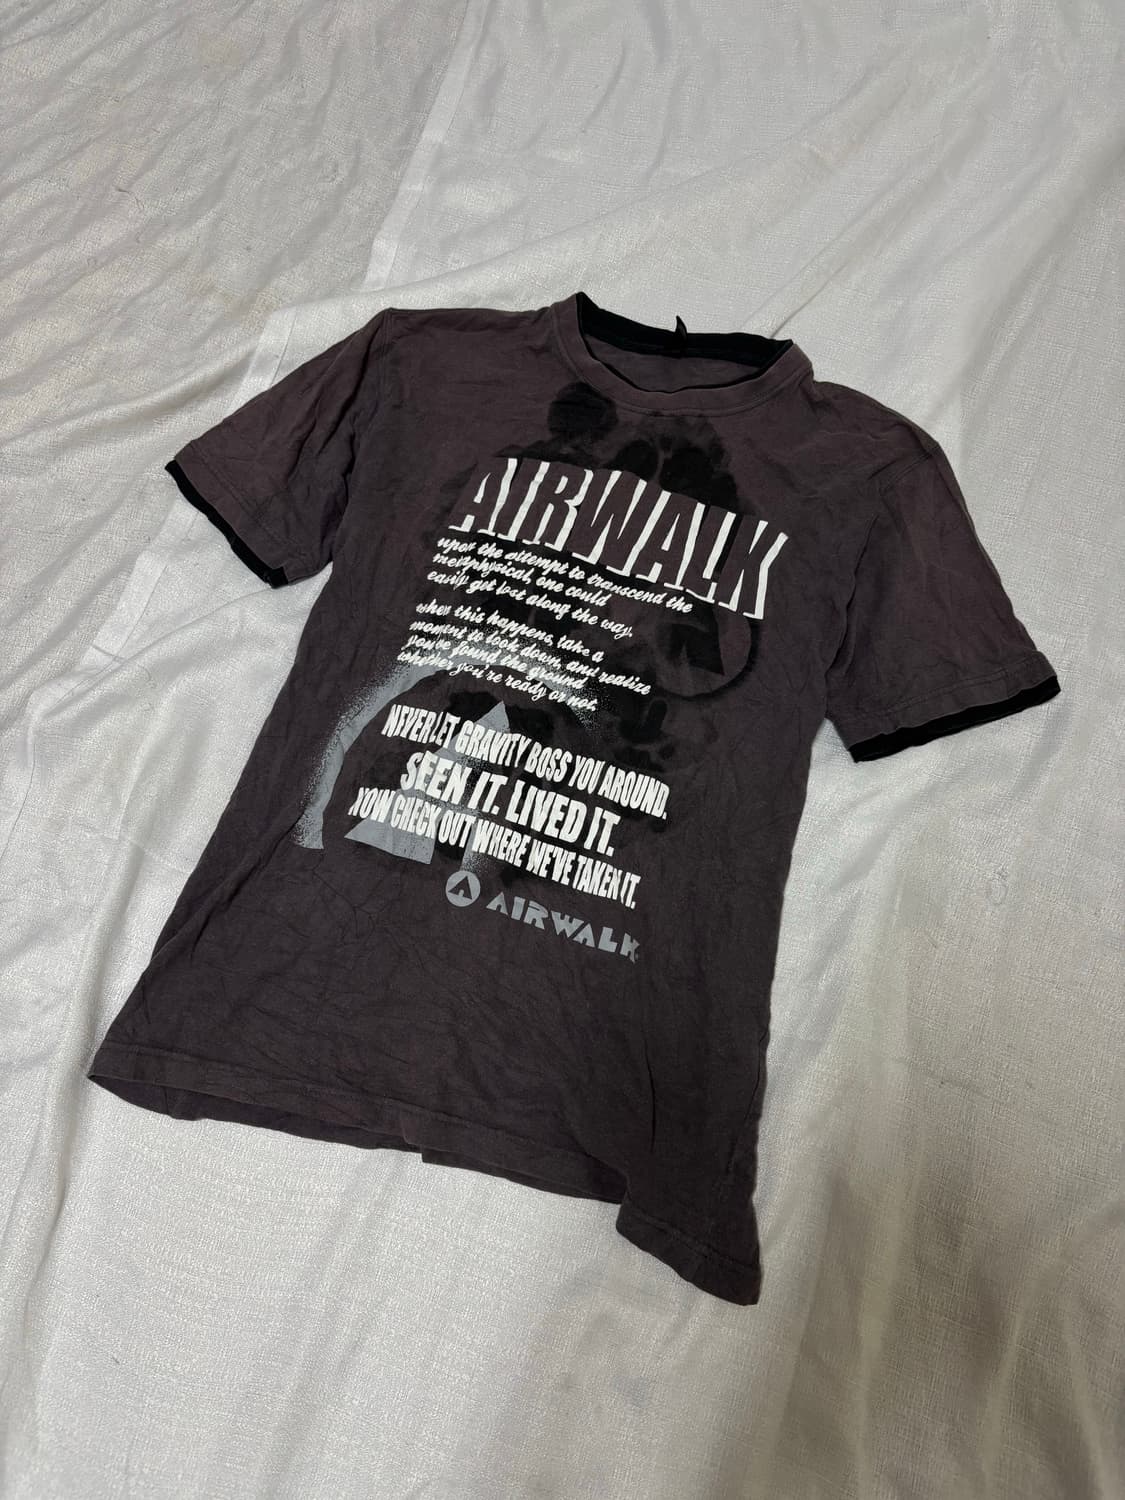 AIRWALK
upon the attempt to transcend the
metaphysical, one could
easily get lost along the way.
when this happens, take a
moment to look down, and realize
you've found the ground
whether you're ready or not.
NEVER LET GRAVITY BOSS YOU AROUND.
SEEN IT. LIVED IT.
NOW CHECK OUT WHERE WE'VE TAKEN IT.
AIRWALK